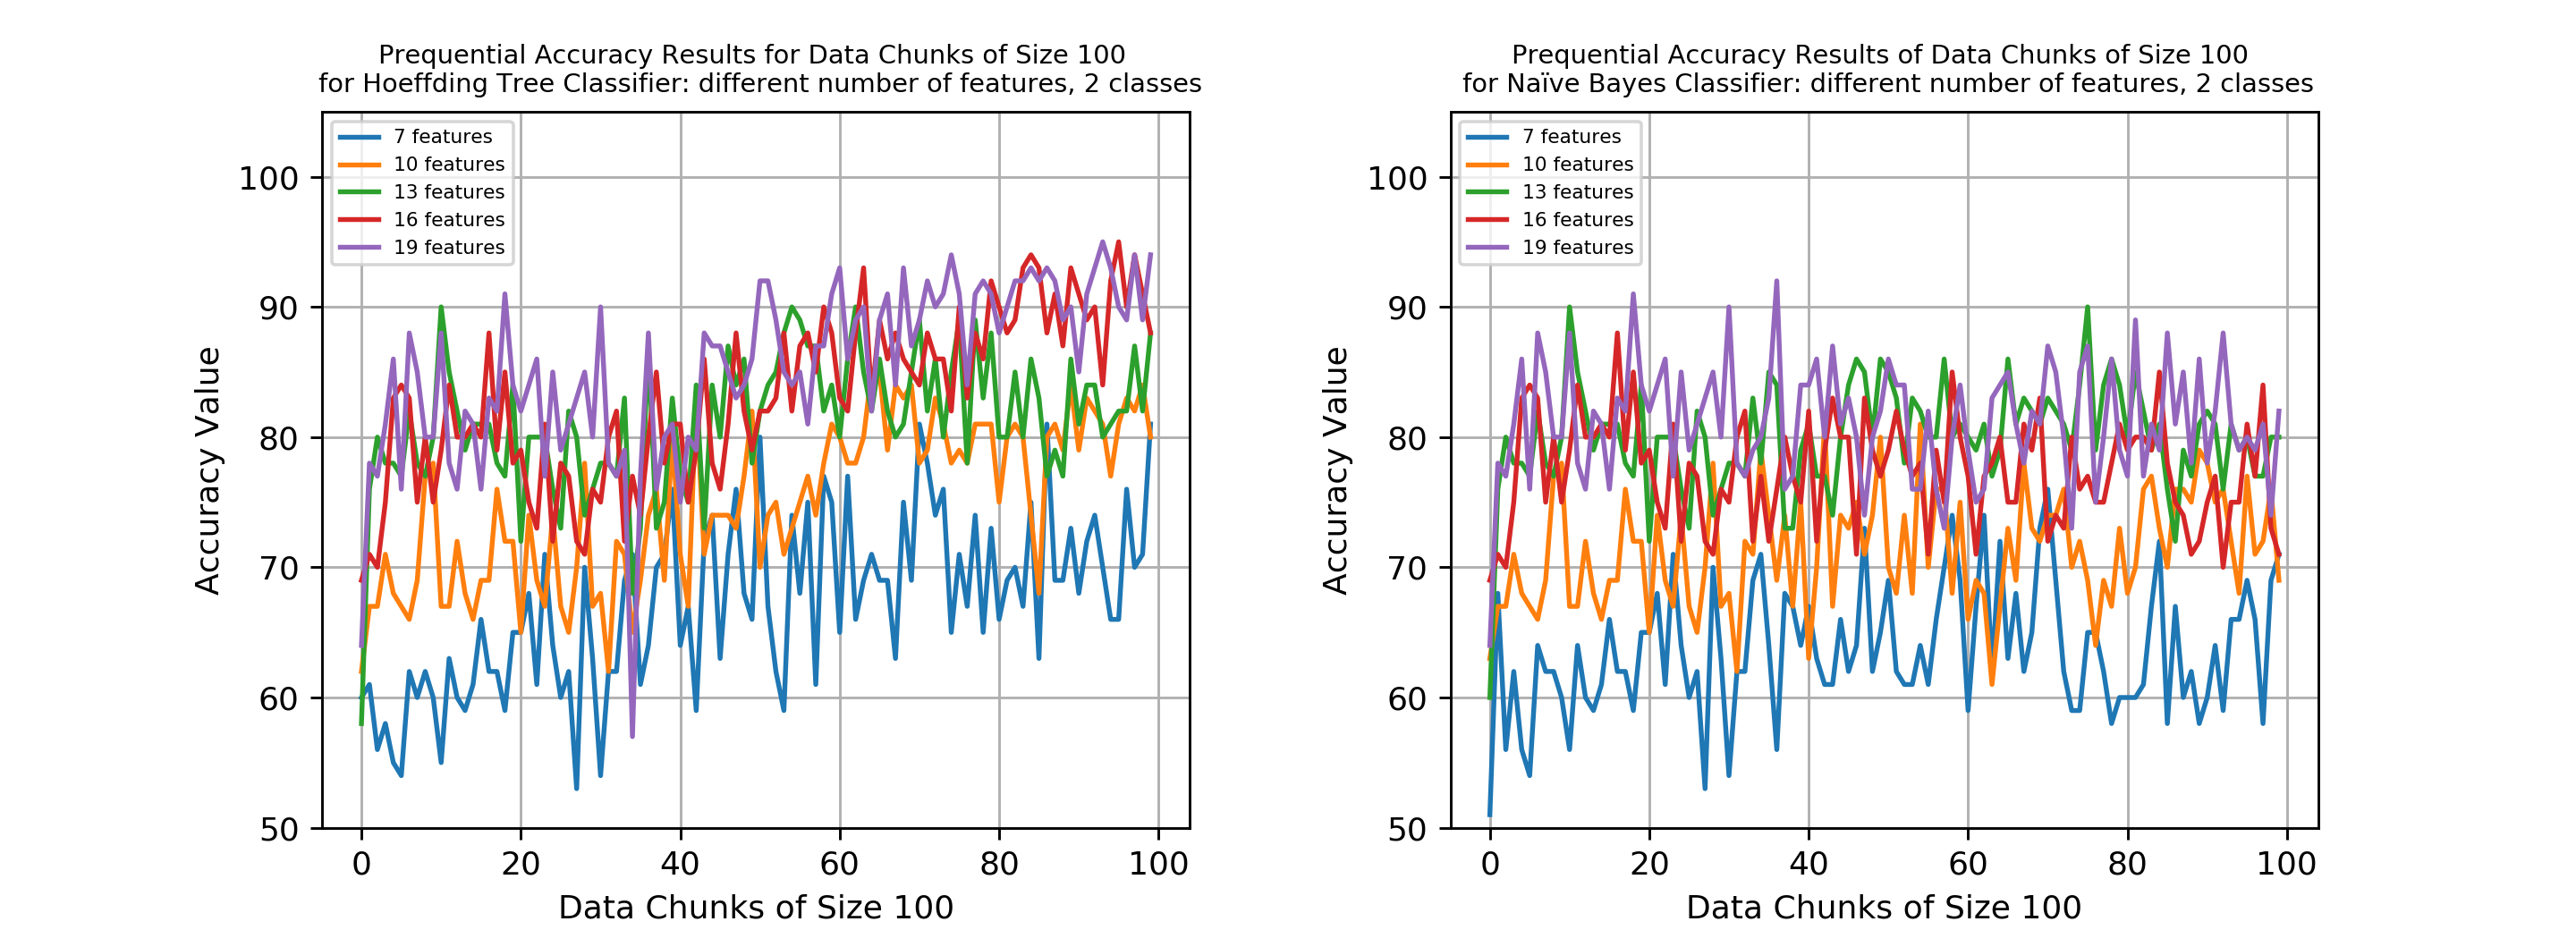 Prequential Accuracy Results for Data Chunks of Size 100
for Hoeffding Tree Classifier: different number of features, 2 classes
7 features
10 features
13 features
16 features
19 features
100
90
80
70
60
50
Accuracy Value
0 20 40 60 80 100
Data Chunks of Size 100
Prequential Accuracy Results of Data Chunks of Size 100
for Naïve Bayes Classifier: different number of features, 2 classes
7 features
10 features
13 features
16 features
19 features
100
90
80
70
60
50
Accuracy Value
0 20 40 60 80 100
Data Chunks of Size 100